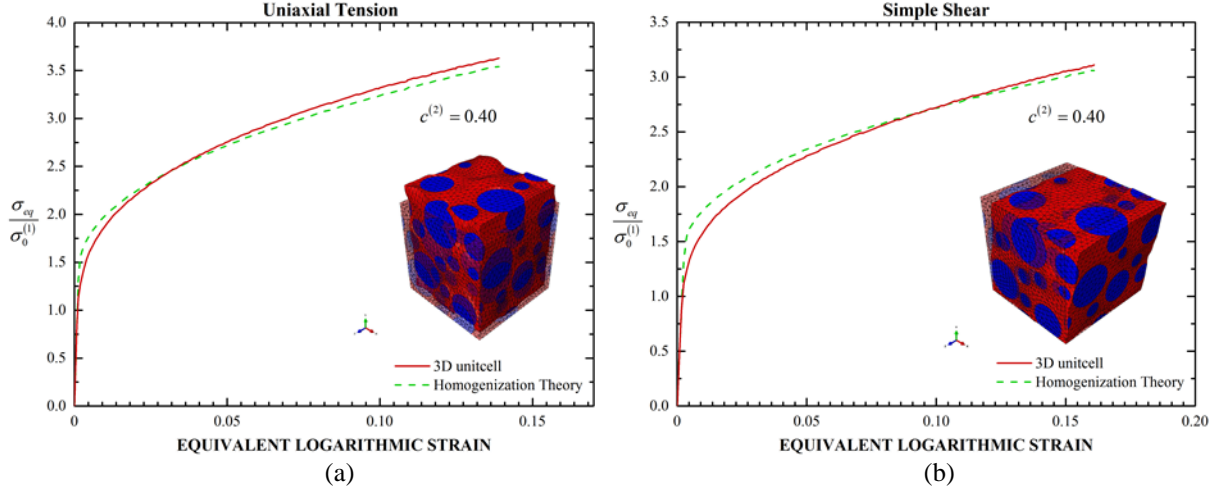 Uniaxial Tension
4.0
3.5
3.0
2.5
2.0
1.5
1.0
0.5
0.0
σ_eq / σ_0^(1)
c^(2) = 0.40
3D unitcell
Homogenization Theory
0 0.05 0.10 0.15
EQUIVALENT LOGARITHMIC STRAIN
(a)
Simple Shear
3.5
3.0
2.5
2.0
1.5
1.0
0.5
0.0
σ_eq / σ_0^(1)
c^(2) = 0.40
3D unitcell
Homogenization Theory
0 0.05 0.10 0.15 0.20
EQUIVALENT LOGARITHMIC STRAIN
(b)